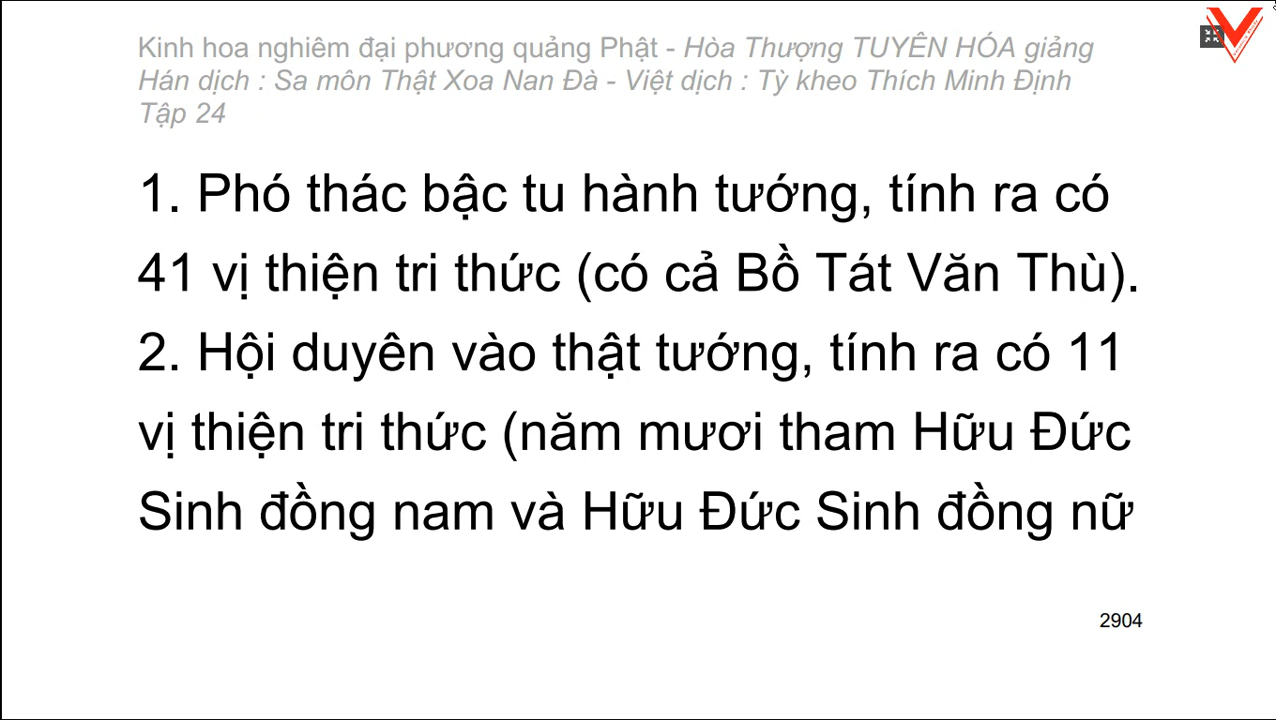 Kinh hoa nghiêm đại phương quảng Phật - Hòa Thượng TUYÊN HÓA giảng
Hán dịch : Sa môn Thật Xoa Nan Đà - Việt dịch : Tỳ kheo Thích Minh Định
Tập 24
1. Phó thác bậc tu hành tướng, tính ra có
41 vị thiện tri thức (có cả Bồ Tát Văn Thù).
2. Hội duyên vào thật tướng, tính ra có 11
vị thiện tri thức (năm mươi tham Hữu Đức
Sinh đồng nam và Hữu Đức Sinh đồng nữ
2904